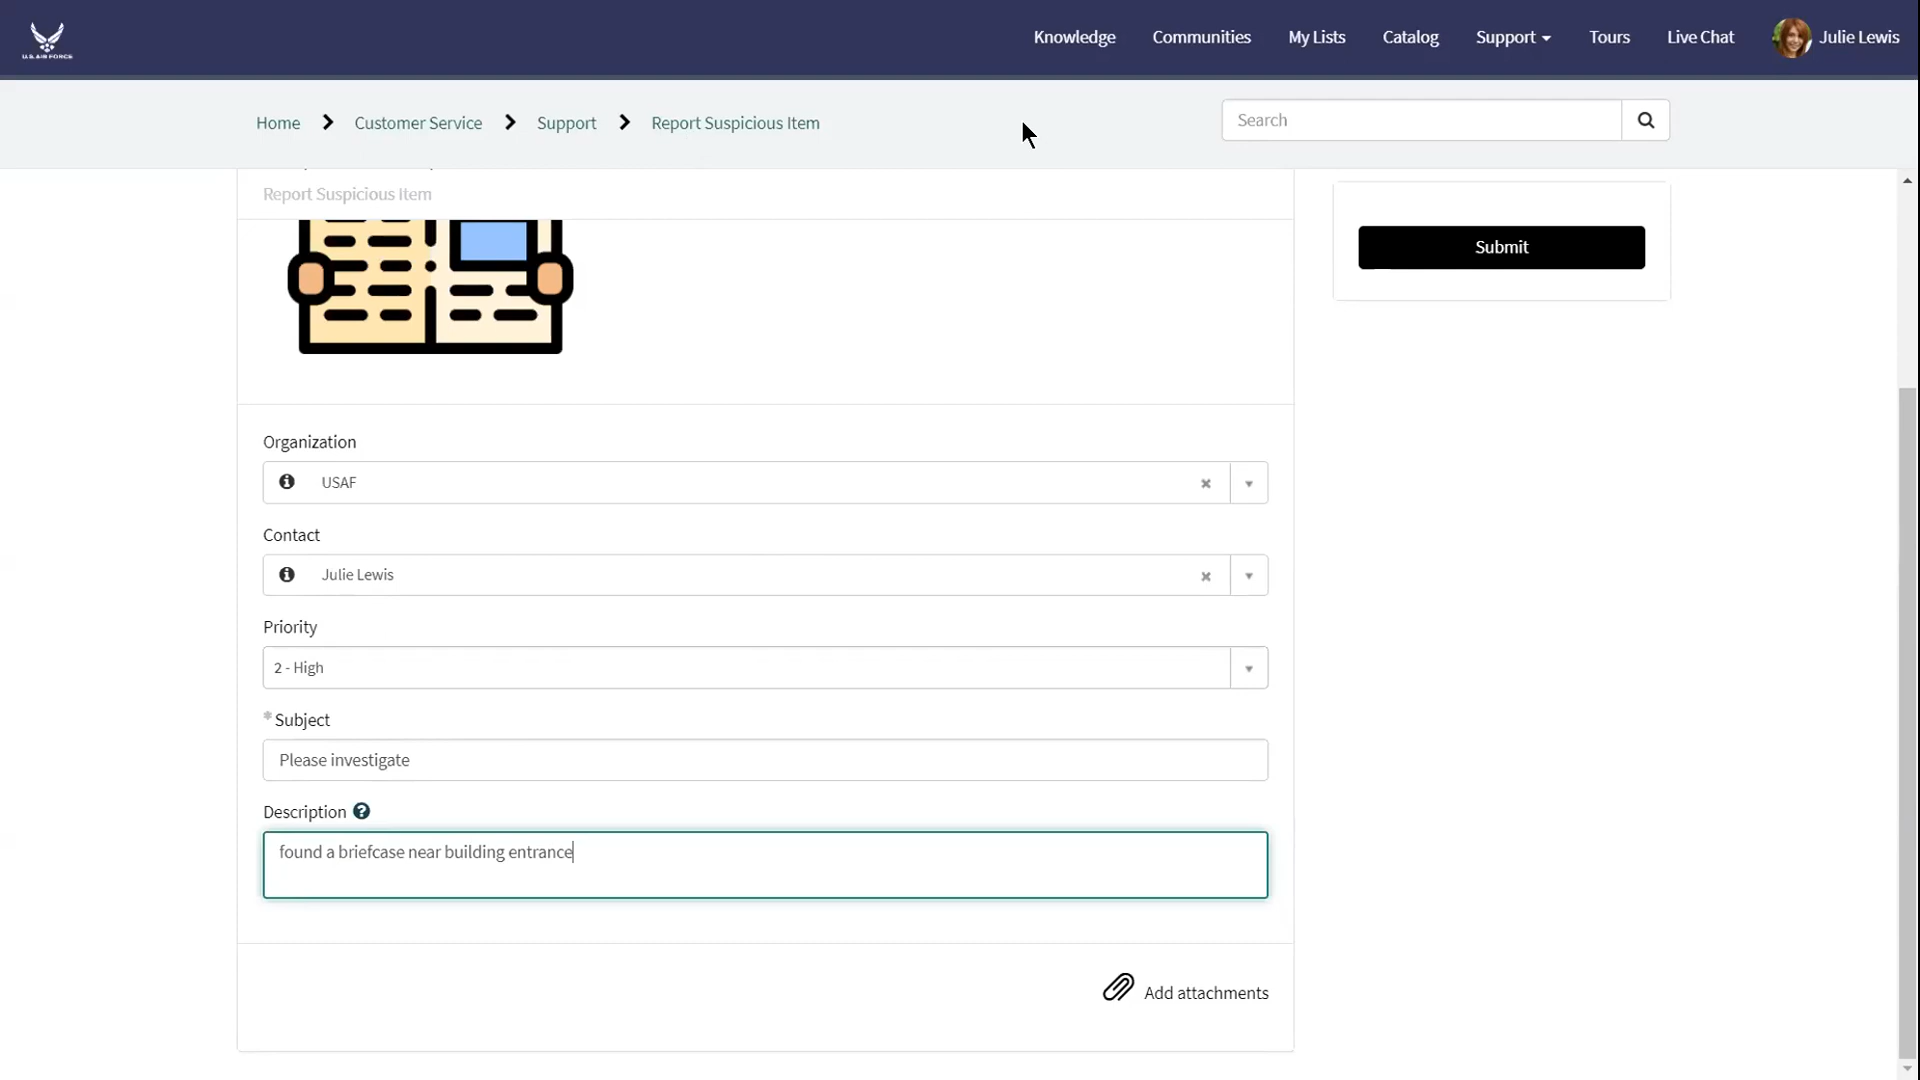 U.S. AIR FORCE
Knowledge
Communities
My Lists
Catalog
Support
Tours
Live Chat
Julie Lewis
Home
Customer Service
Support
Report Suspicious Item
Search
Report Suspicious Item
Submit
Organization
USAF
Contact
Julie Lewis
Priority
2 - High
* Subject
Please investigate
Description
found a briefcase near building entrance
Add attachments